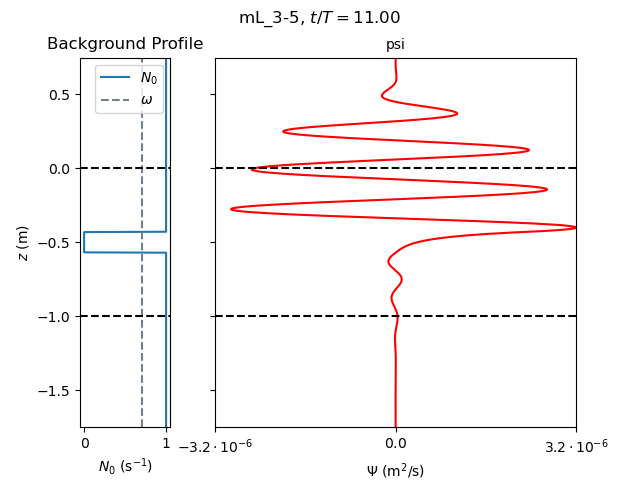 mL_3-5, t/T = 11.00
Background Profile
psi
N₀
ω
0.5
0.0
−0.5
−1.0
−1.5
z (m)
0 1
N₀ (s⁻¹)
−3.2 · 10⁻⁶ 0.0 3.2 · 10⁻⁶
Ψ (m²/s)